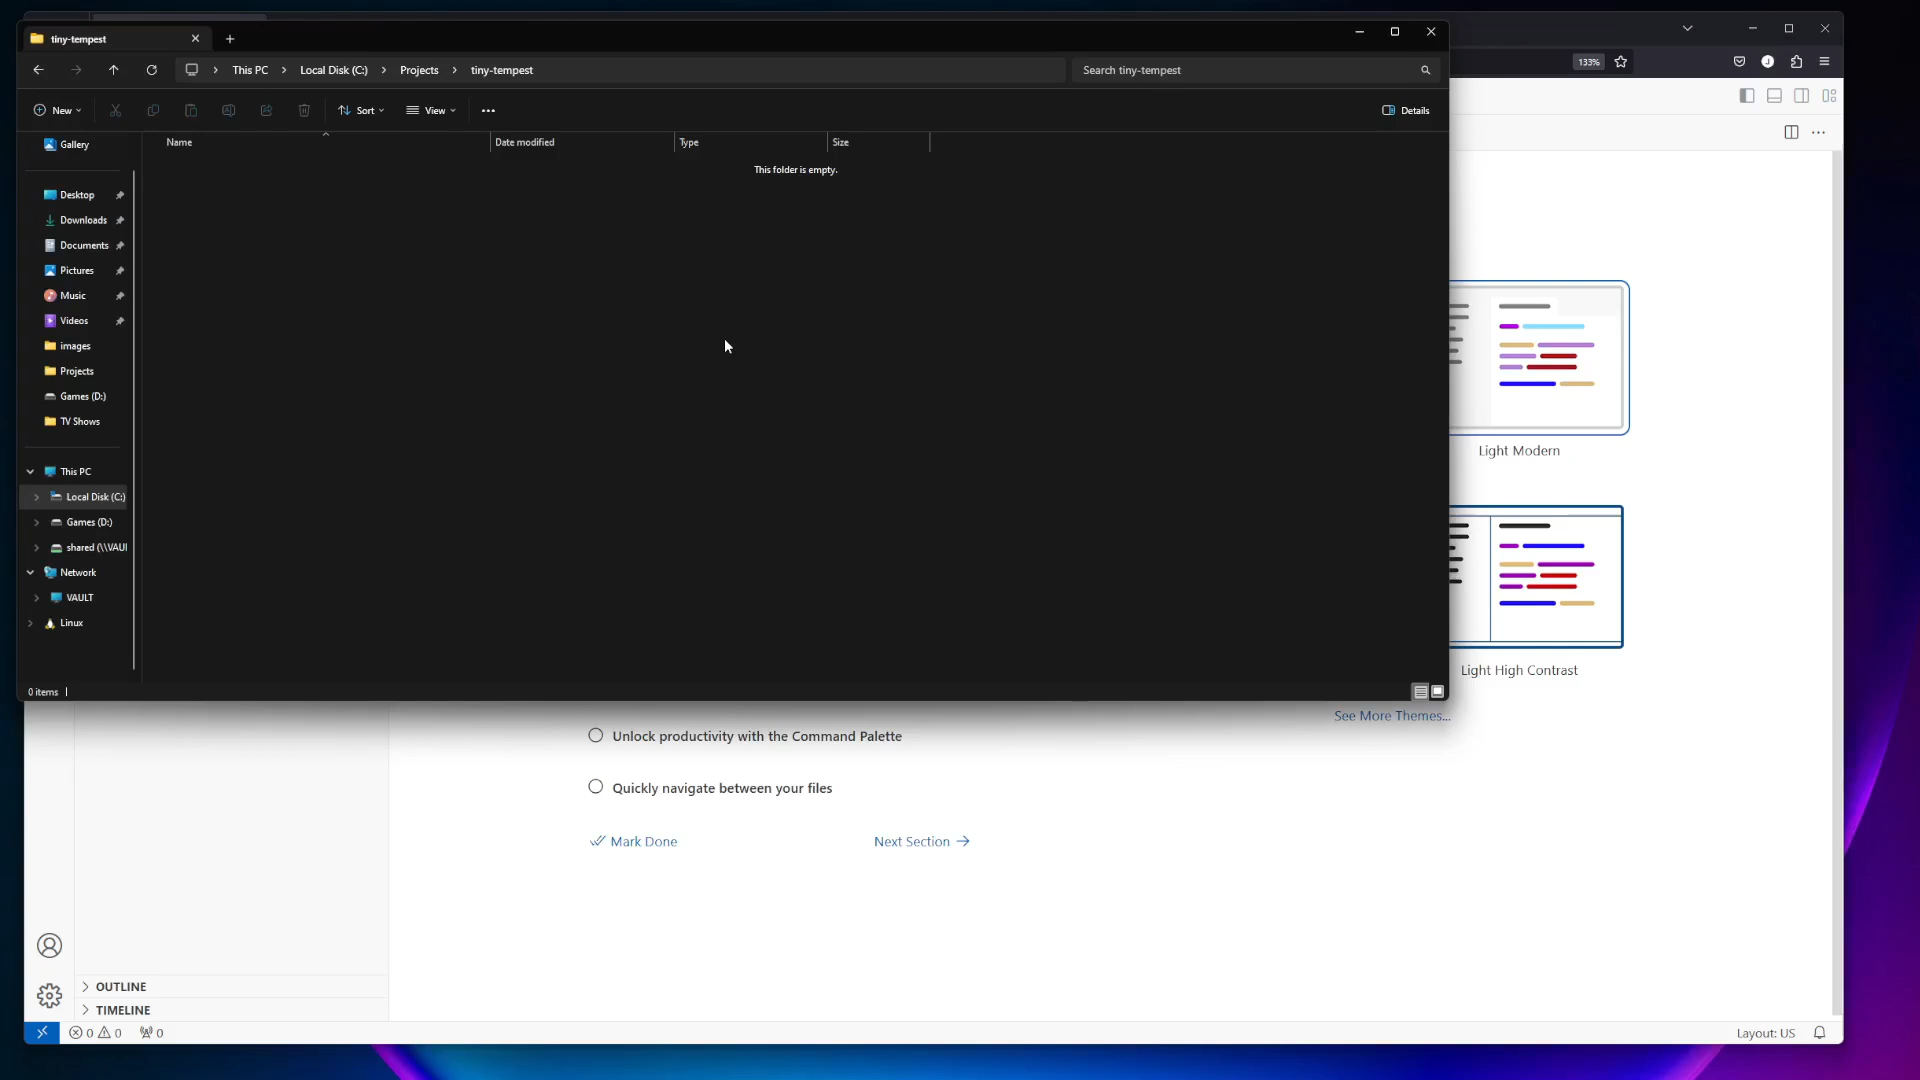 tiny-tempest
This PC
Local Disk (C:)
Projects
tiny-tempest
Search tiny-tempest
133%
New
Sort
View
Details
Name
Date modified
Type
Size
This folder is empty.
Gallery
Desktop
Downloads
Documents
Pictures
Music
Videos
images
Projects
Games (D:)
TV Shows
This PC
Local Disk (C:)
Games (D:)
shared (\\VAUI
Network
VAULT
Linux
0 items
Light Modern
Light High Contrast
See More Themes...
Unlock productivity with the Command Palette
Quickly navigate between your files
Mark Done
Next Section
OUTLINE
TIMELINE
0
0
0
Layout: US